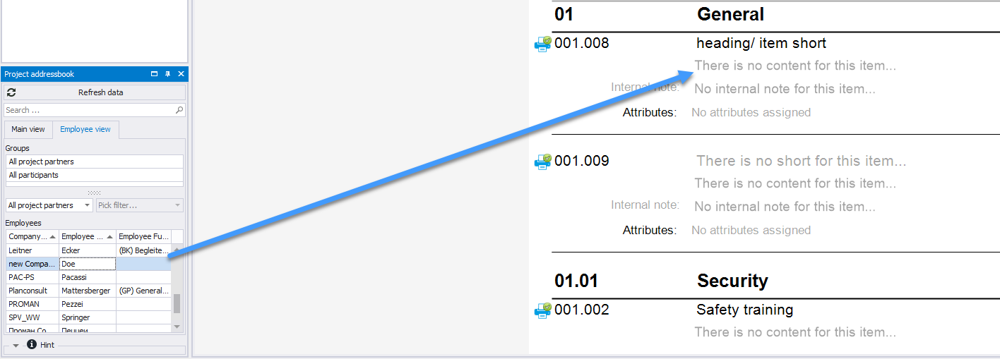 Project addressbook
Refresh data
Search ...
Main view
Employee view
Groups
All project partners
All participants
All project partners
Pick filter...
Employees
Company... Employee ... Employee Fu...
Leitner Ecker (BK) Begleite...
new Compa... Doe
PAC-PS Pacassi
Planconsult Mattersberger (GP) General...
PROMAN Pezzei
SPV_WW Springer
Проман Со Пеццеи
Hint
01 General
001.008 heading/ item short
There is no content for this item...
Internal note: No internal note for this item...
Attributes: No attributes assigned
001.009 There is no short for this item...
There is no content for this item...
Internal note: No internal note for this item...
Attributes: No attributes assigned
01.01 Security
001.002 Safety training
There is no content for this item...